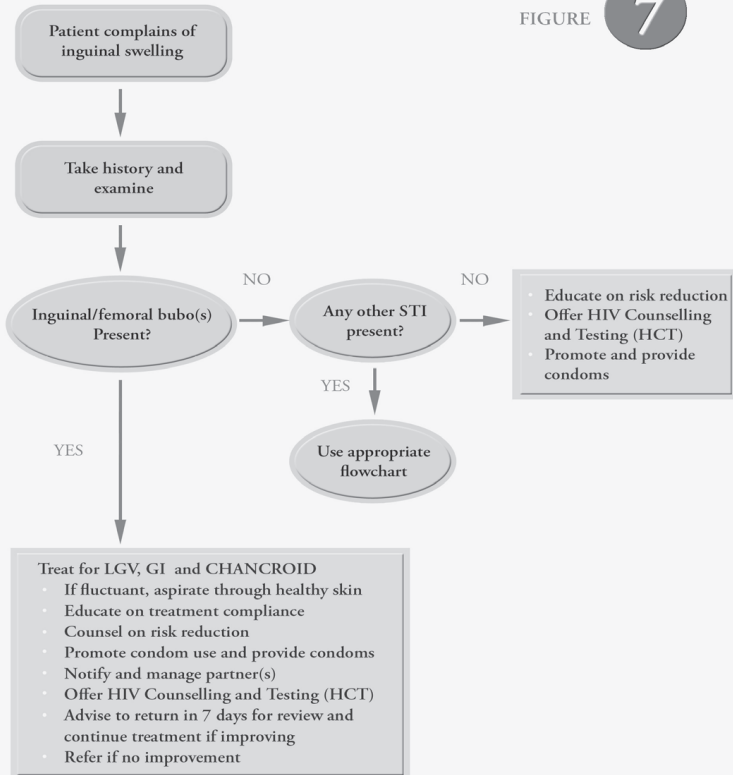 FIGURE 7
Patient complains of
inguinal swelling
Take history and
examine
Inguinal/femoral bubo(s)
Present?
NO
Any other STI
present?
NO
• Educate on risk reduction
• Offer HIV Counselling
and Testing (HCT)
• Promote and provide
condoms
YES
Use appropriate
flowchart
YES
Treat for LGV, GI and CHANCROID
• If fluctuant, aspirate through healthy skin
• Educate on treatment compliance
• Counsel on risk reduction
• Promote condom use and provide condoms
• Notify and manage partner(s)
• Offer HIV Counselling and Testing (HCT)
• Advise to return in 7 days for review and
continue treatment if improving
• Refer if no improvement